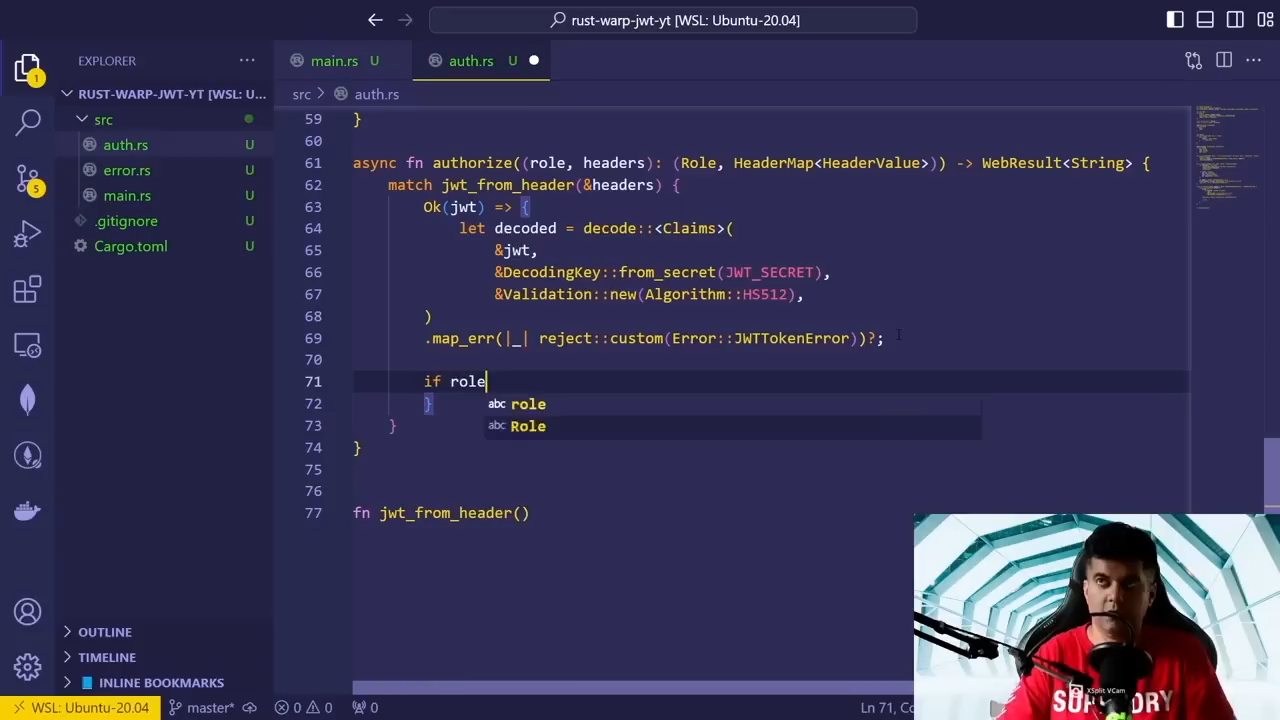 rust-warp-jwt-yt [WSL: Ubuntu-20.04]
EXPLORER
main.rs U
auth.rs U
1
RUST-WARP-JWT-YT [WSL: U...
src > auth.rs
src
auth.rs U
error.rs U
main.rs U
.gitignore U
Cargo.toml U
5
59 }
60
61 async fn authorize((role, headers): (Role, HeaderMap<HeaderValue>)) -> WebResult<String> {
62 match jwt_from_header(&headers) {
63 Ok(jwt) => {
64 let decoded = decode::<Claims>(
65 &jwt,
66 &DecodingKey::from_secret(JWT_SECRET),
67 &Validation::new(Algorithm::HS512),
68 )
69 .map_err(|_| reject::custom(Error::JWTTokenError))?;
70
71 if role
72 }
abc role
73 }
abc Role
74 }
75
76
77 fn jwt_from_header()
OUTLINE
TIMELINE
INLINE BOOKMARKS
XSplit VCam
WSL: Ubuntu-20.04 master* 0 0 0 Ln 71, Co